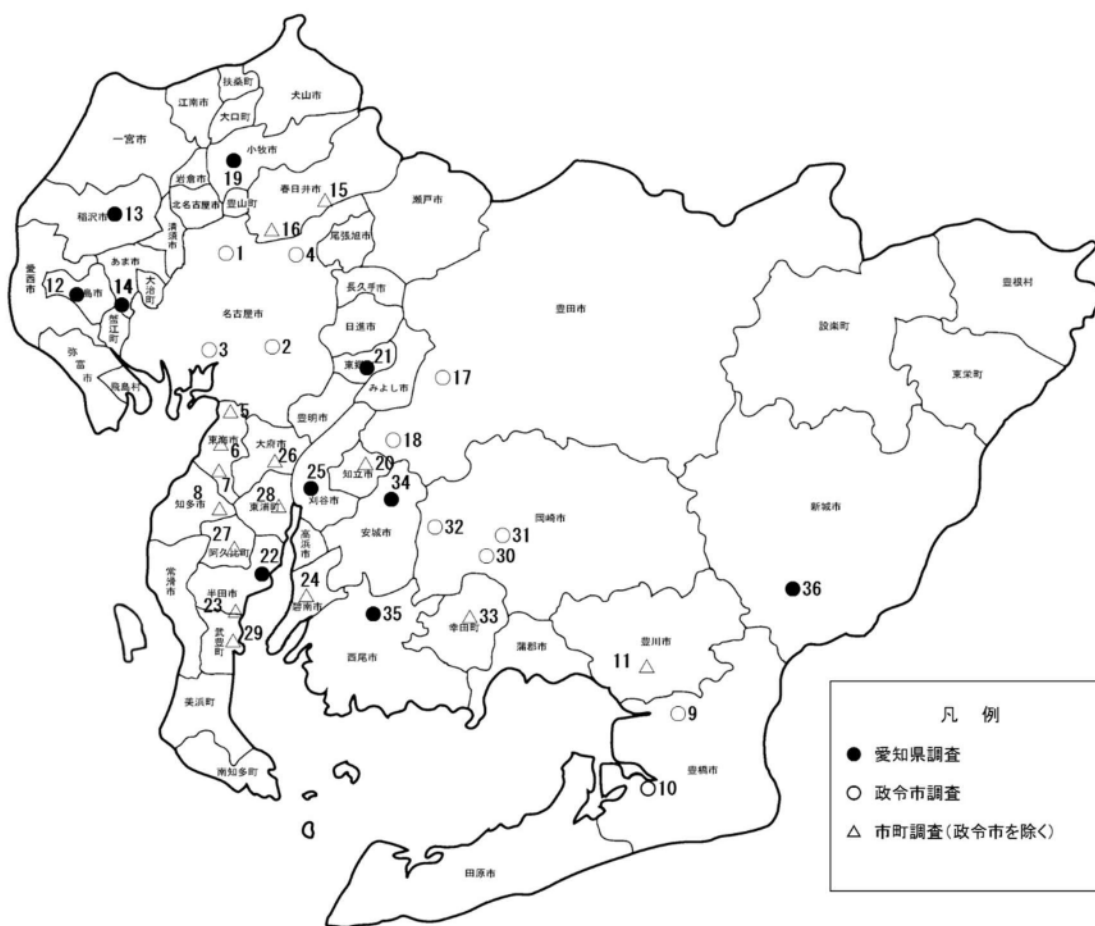 扶桑町
江南市
犬山市
大口町
一宮市
小牧市
19
岩倉市
春日井市
15
瀬戸市
稲沢市
13
北名古屋市
豊山町
清須市
16
尾張旭市
1
4
あま市
愛西市
大治町
長久手市
豊根村
12
島市
14
豊田市
設楽町
名古屋市
日進市
蟹江町
3
2
東郷
21
東栄町
弥富市
みよし市
17
飛島村
豊明市
5
東海市
大府市
18
6
26
知立市
20
7
25
34
刈谷市
新城市
8
知多市
28
東浦町
安城市
32
31
岡崎市
27
高浜市
30
阿久比町
22
常滑市
24
36
半田市
碧南市
23
35
33
幸田町
武豊町
29
西尾市
蒲郡市
豊川市
11
美浜町
9
南知多町
豊橋市
10
田原市
凡 例
● 愛知県調査
○ 政令市調査
△ 市町調査(政令市を除く)